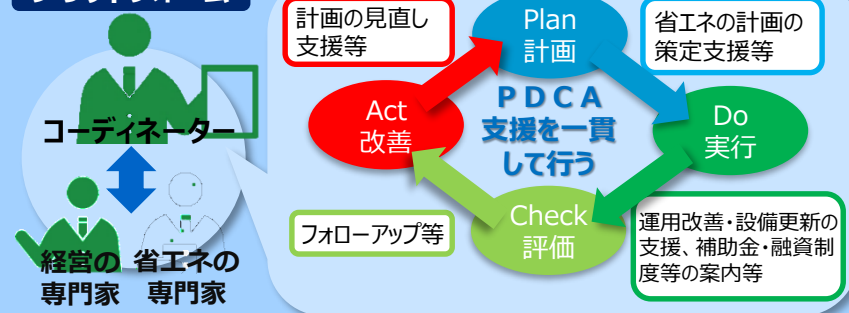 コーディネーター
経営の
専門家
省エネの
専門家
計画の見直し
支援等
Plan
計画
省エネの計画の
策定支援等
Act
改善
PDCA
支援を一貫
して行う
Do
実行
フォローアップ等
Check
評価
運用改善・設備更新の
支援、補助金・融資制
度等の案内等